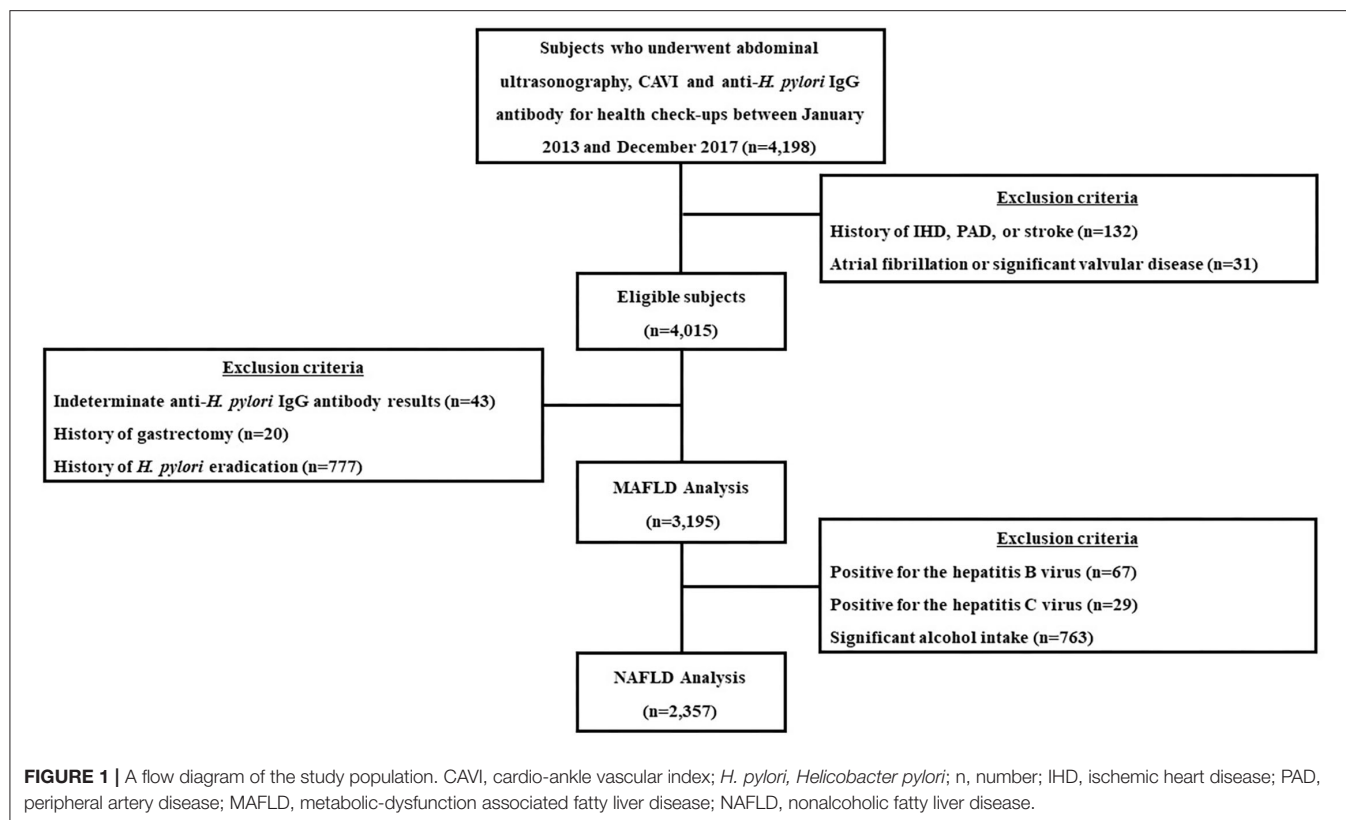 Subjects who underwent abdominal
ultrasonography, CAVI and anti-H. pylori IgG
antibody for health check-ups between January
2013 and December 2017 (n=4,198)
Exclusion criteria
History of IHD, PAD, or stroke (n=132)
Atrial fibrillation or significant valvular disease (n=31)
Eligible subjects
(n=4,015)
Exclusion criteria
Indeterminate anti-H. pylori IgG antibody results (n=43)
History of gastrectomy (n=20)
History of H. pylori eradication (n=777)
MAFLD Analysis
(n=3,195)
Exclusion criteria
Positive for the hepatitis B virus (n=67)
Positive for the hepatitis C virus (n=29)
Significant alcohol intake (n=763)
NAFLD Analysis
(n=2,357)
FIGURE 1 | A flow diagram of the study population. CAVI, cardio-ankle vascular index; H. pylori, Helicobacter pylori; n, number; IHD, ischemic heart disease; PAD,
peripheral artery disease; MAFLD, metabolic-dysfunction associated fatty liver disease; NAFLD, nonalcoholic fatty liver disease.